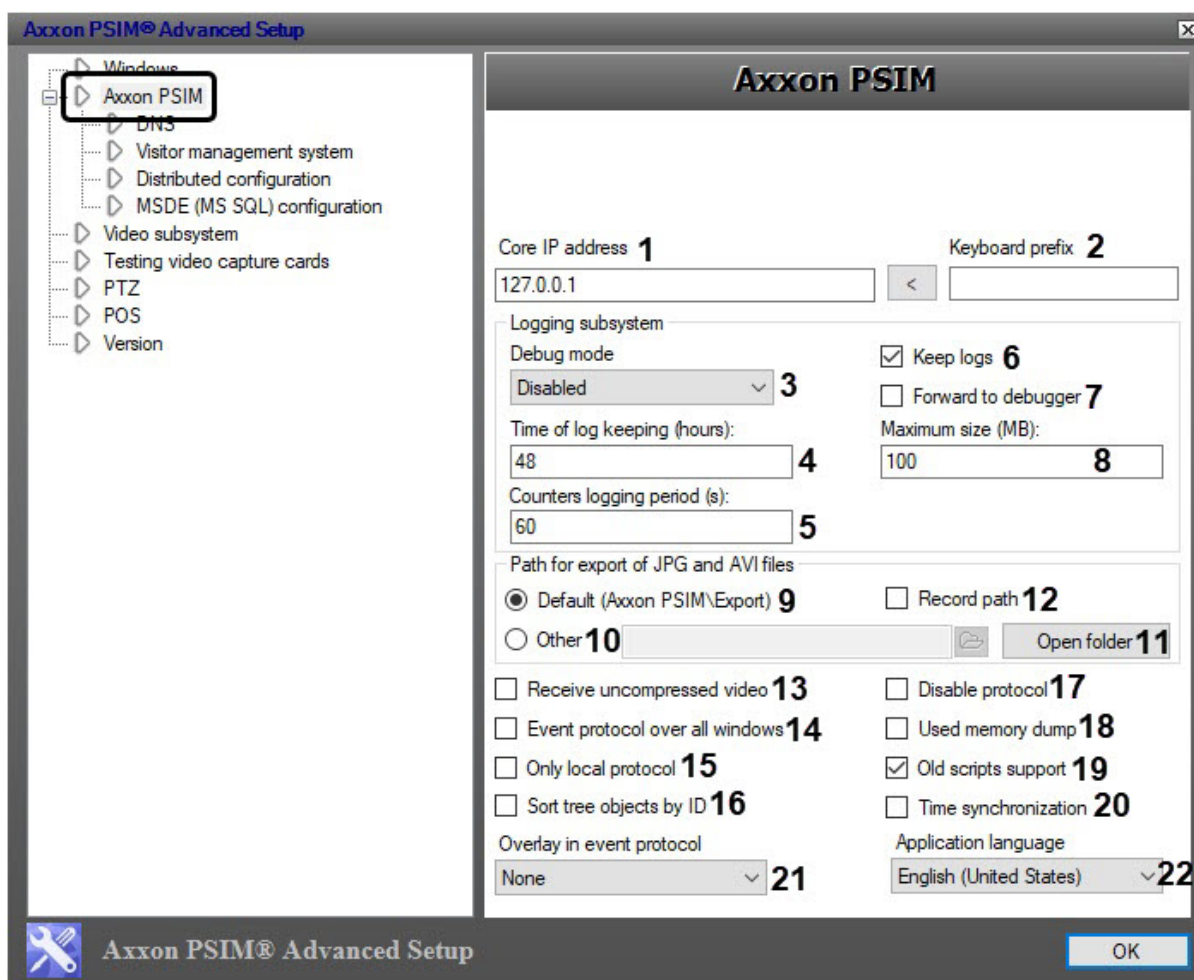 Axxon PSIM® Advanced Setup
Windows
Axxon PSIM
DNS
Visitor management system
Distributed configuration
MSDE (MS SQL) configuration
Video subsystem
Testing video capture cards
PTZ
POS
Version
Axxon PSIM
Core IP address 1
Keyboard prefix 2
127.0.0.1
<
Logging subsystem
Debug mode
Keep logs 6
Disabled 3
Forward to debugger 7
Time of log keeping (hours):
Maximum size (MB):
48 4
100 8
Counters logging period (s):
60 5
Path for export of JPG and AVI files
Default (Axxon PSIM\Export) 9
Record path 12
Other 10
Open folder 11
Receive uncompressed video 13
Disable protocol 17
Event protocol over all windows 14
Used memory dump 18
Only local protocol 15
Old scripts support 19
Sort tree objects by ID 16
Time synchronization 20
Overlay in event protocol
Application language
None 21
English (United States) 22
Axxon PSIM® Advanced Setup
OK